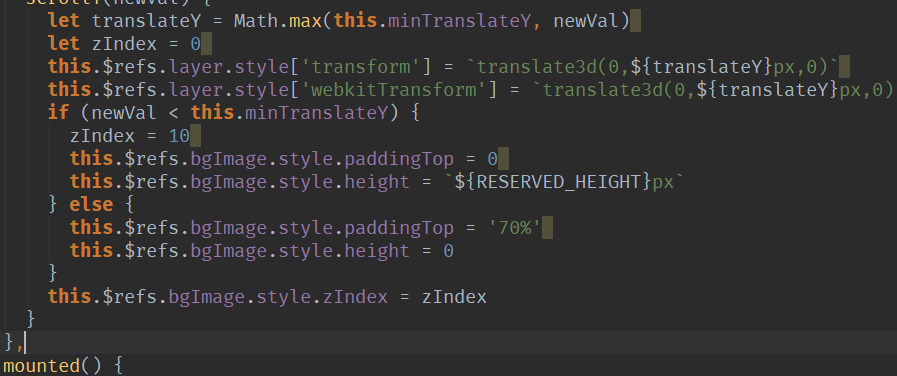 scrollY(newVal) {
let translateY = Math.max(this.minTranslateY, newVal)
let zIndex = 0
this.$refs.layer.style['transform'] = `translate3d(0,${translateY}px,0)`
this.$refs.layer.style['webkitTransform'] = `translate3d(0,${translateY}px,0)
if (newVal < this.minTranslateY) {
zIndex = 10
this.$refs.bgImage.style.paddingTop = 0
this.$refs.bgImage.style.height = `${RESERVED_HEIGHT}px`
} else {
this.$refs.bgImage.style.paddingTop = '70%'
this.$refs.bgImage.style.height = 0
}
this.$refs.bgImage.style.zIndex = zIndex
}
},
mounted() {